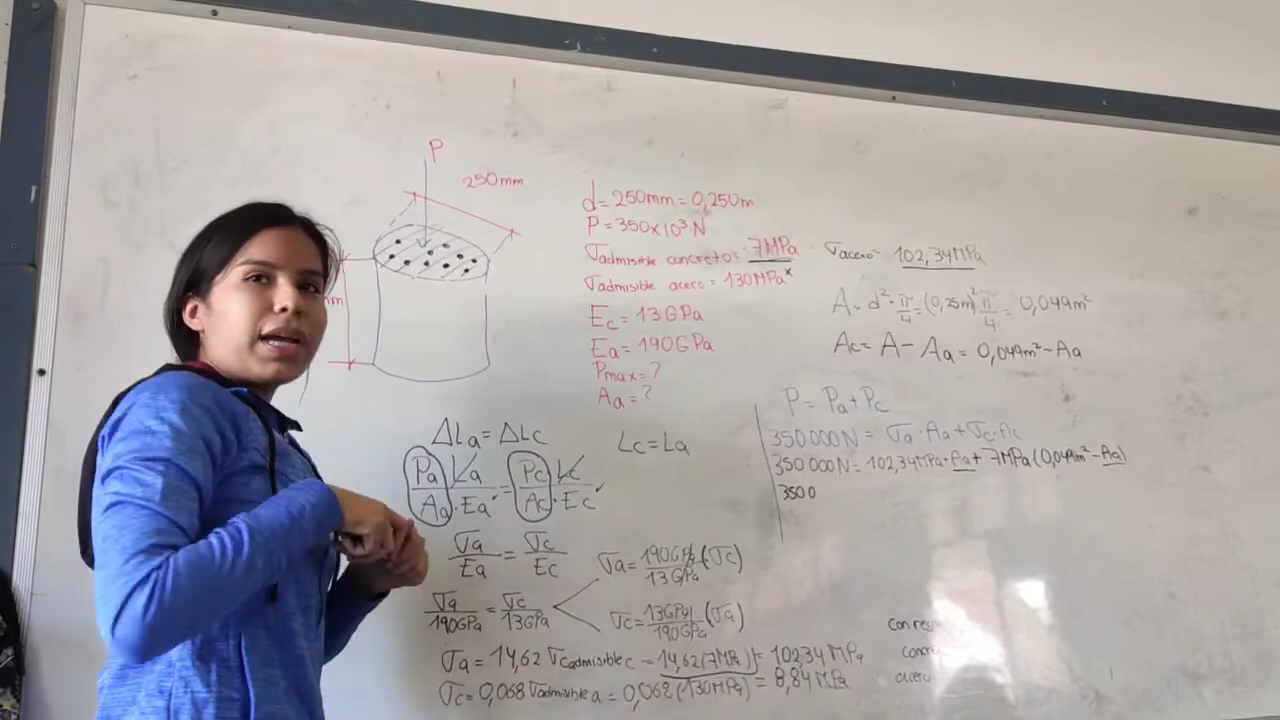 P
250mm
d= 250mm = 0,250m
P = 350x10³ N
σadmisible concreto = 7MPa
σadmisible acero = 130MPa*
Ec = 13GPa
Ea = 190GPa
Pmax = ?
Aa = ?
σacero = 102,34MPa
A = d² · π/4 = (0,25m)² π/4 = 0,049m²
Ac = A - Aa = 0,049m² - Aa
ΔLa = ΔLc
Lc = La
Pa La / Aa · Ea = Pc Lc / Ac · Ec
σa / Ea = σc / Ec
σa / 190GPa = σc / 13GPa
σa = 190GPa / 13GPa (σc)
σc = 13GPa / 190GPa (σa)
σa = 14,62 σadmisible c = 14,62 (7MPa) = 102,34 MPa
σc = 0,068 σadmisible a = 0,068 (130MPa) = 8,84 MPa
P = Pa + Pc
350.000N = σa · Aa + σc · Ac
350 000N = 102,34MPa · Aa + 7MPa (0,049m² - Aa)
350 0
acero